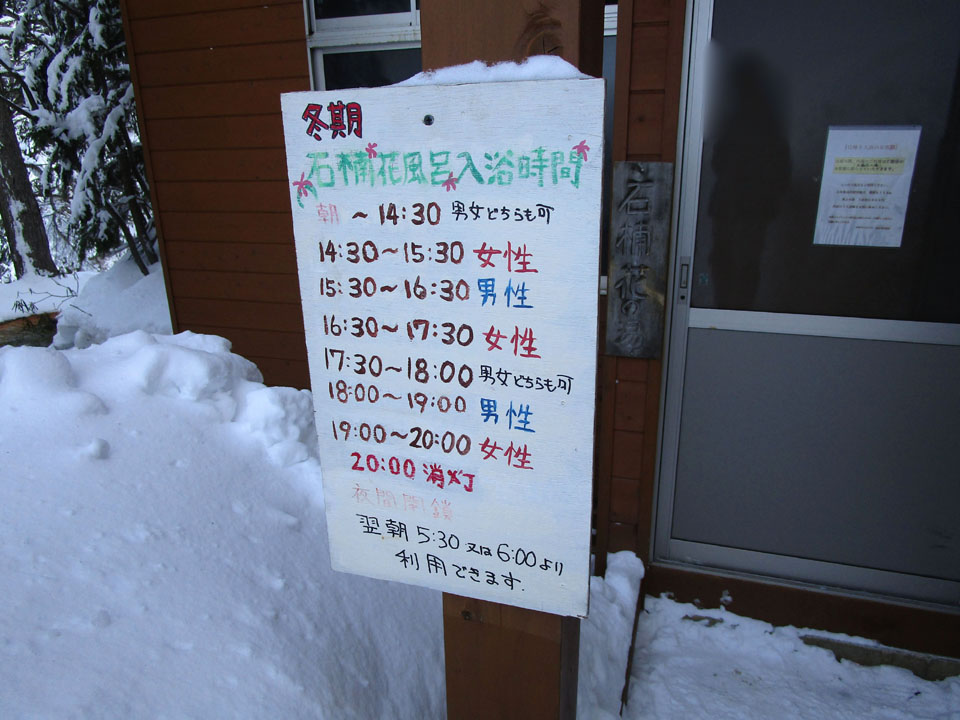 冬期
石楠花風呂入浴時間
朝 ～ 14:30 男女どちらも可
14:30～15:30 女性
15:30～16:30 男性
16:30～17:30 女性
17:30～18:00 男女どちらも可
18:00～19:00 男性
19:00～20:00 女性
20:00 消灯
夜間閉鎖
翌朝 5:30 又は 6:00より
利用できます.
石楠花の湯